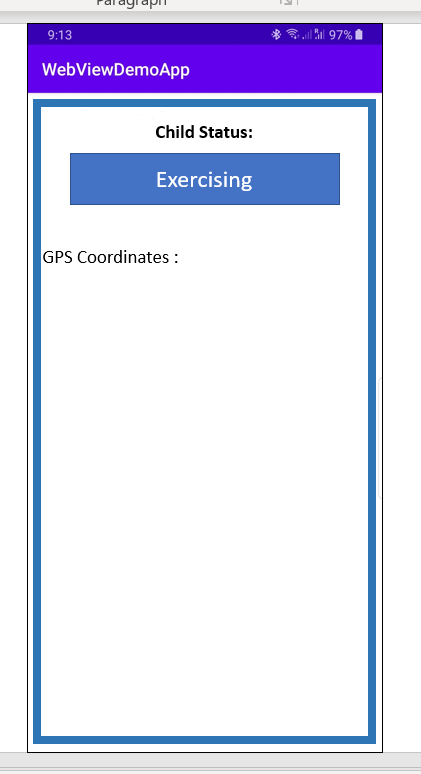 Paragraph
9:13 97%
WebViewDemoApp
Child Status:
Exercising
GPS Coordinates :